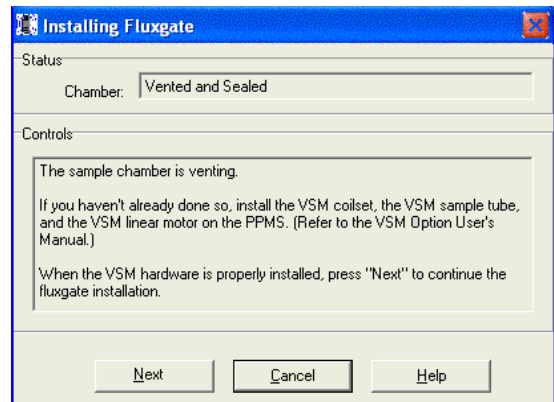 Installing Fluxgate
Status
Chamber: Vented and Sealed
Controls
The sample chamber is venting.
If you haven't already done so, install the VSM coilset, the VSM sample tube,
and the VSM linear motor on the PPMS. (Refer to the VSM Option User's
Manual.)
When the VSM hardware is properly installed, press "Next" to continue the
fluxgate installation.
Next Cancel Help